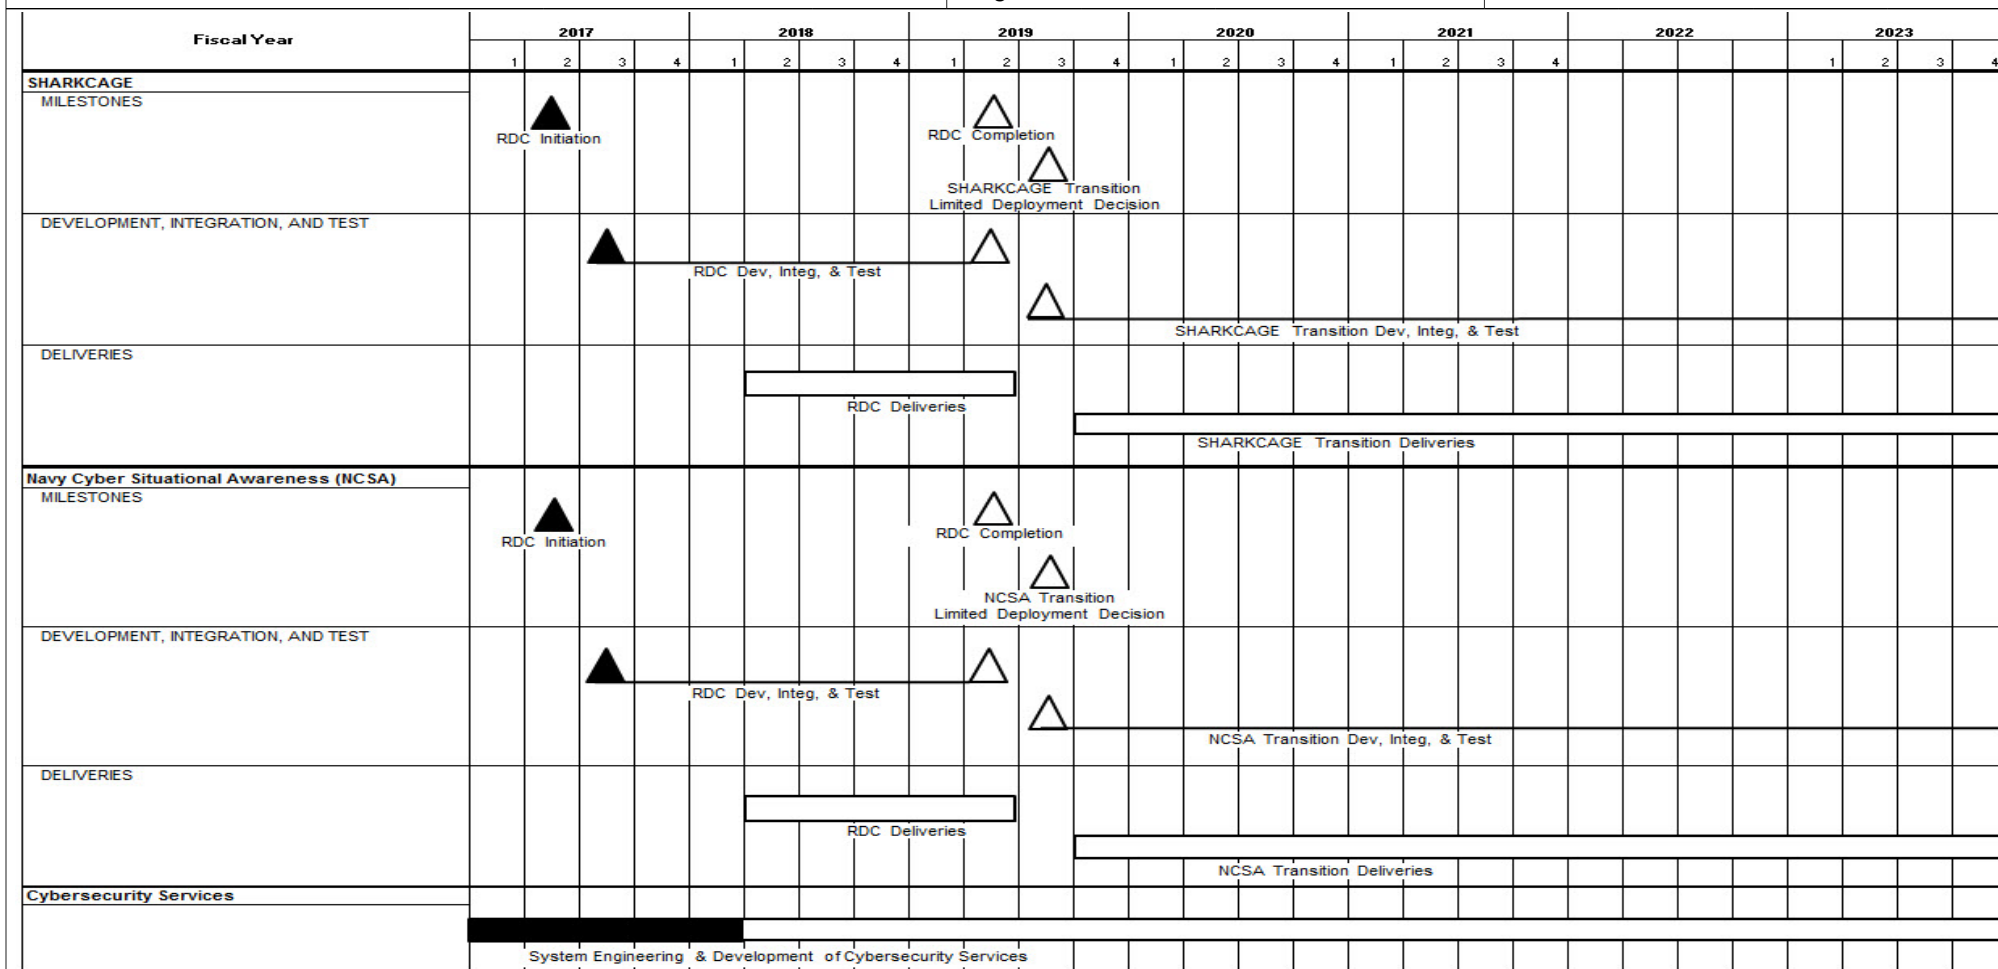 Fiscal Year
2017 2018 2019 2020 2021 2022 2023
1 2 3 4 1 2 3 4 1 2 3 4 1 2 3 4 1 2 3 4 1 2 3 4
SHARKCAGE
MILESTONES
RDC Initiation
RDC Completion
SHARKCAGE Transition
Limited Deployment Decision
DEVELOPMENT, INTEGRATION, AND TEST
RDC Dev, Integ, & Test
SHARKCAGE Transition Dev, Integ, & Test
DELIVERIES
RDC Deliveries
SHARKCAGE Transition Deliveries
Navy Cyber Situational Awareness (NCSA)
MILESTONES
RDC Initiation
RDC Completion
NCSA Transition
Limited Deployment Decision
DEVELOPMENT, INTEGRATION, AND TEST
RDC Dev, Integ, & Test
NCSA Transition Dev, Integ, & Test
DELIVERIES
RDC Deliveries
NCSA Transition Deliveries
Cybersecurity Services
System Engineering & Development of Cybersecurity Services